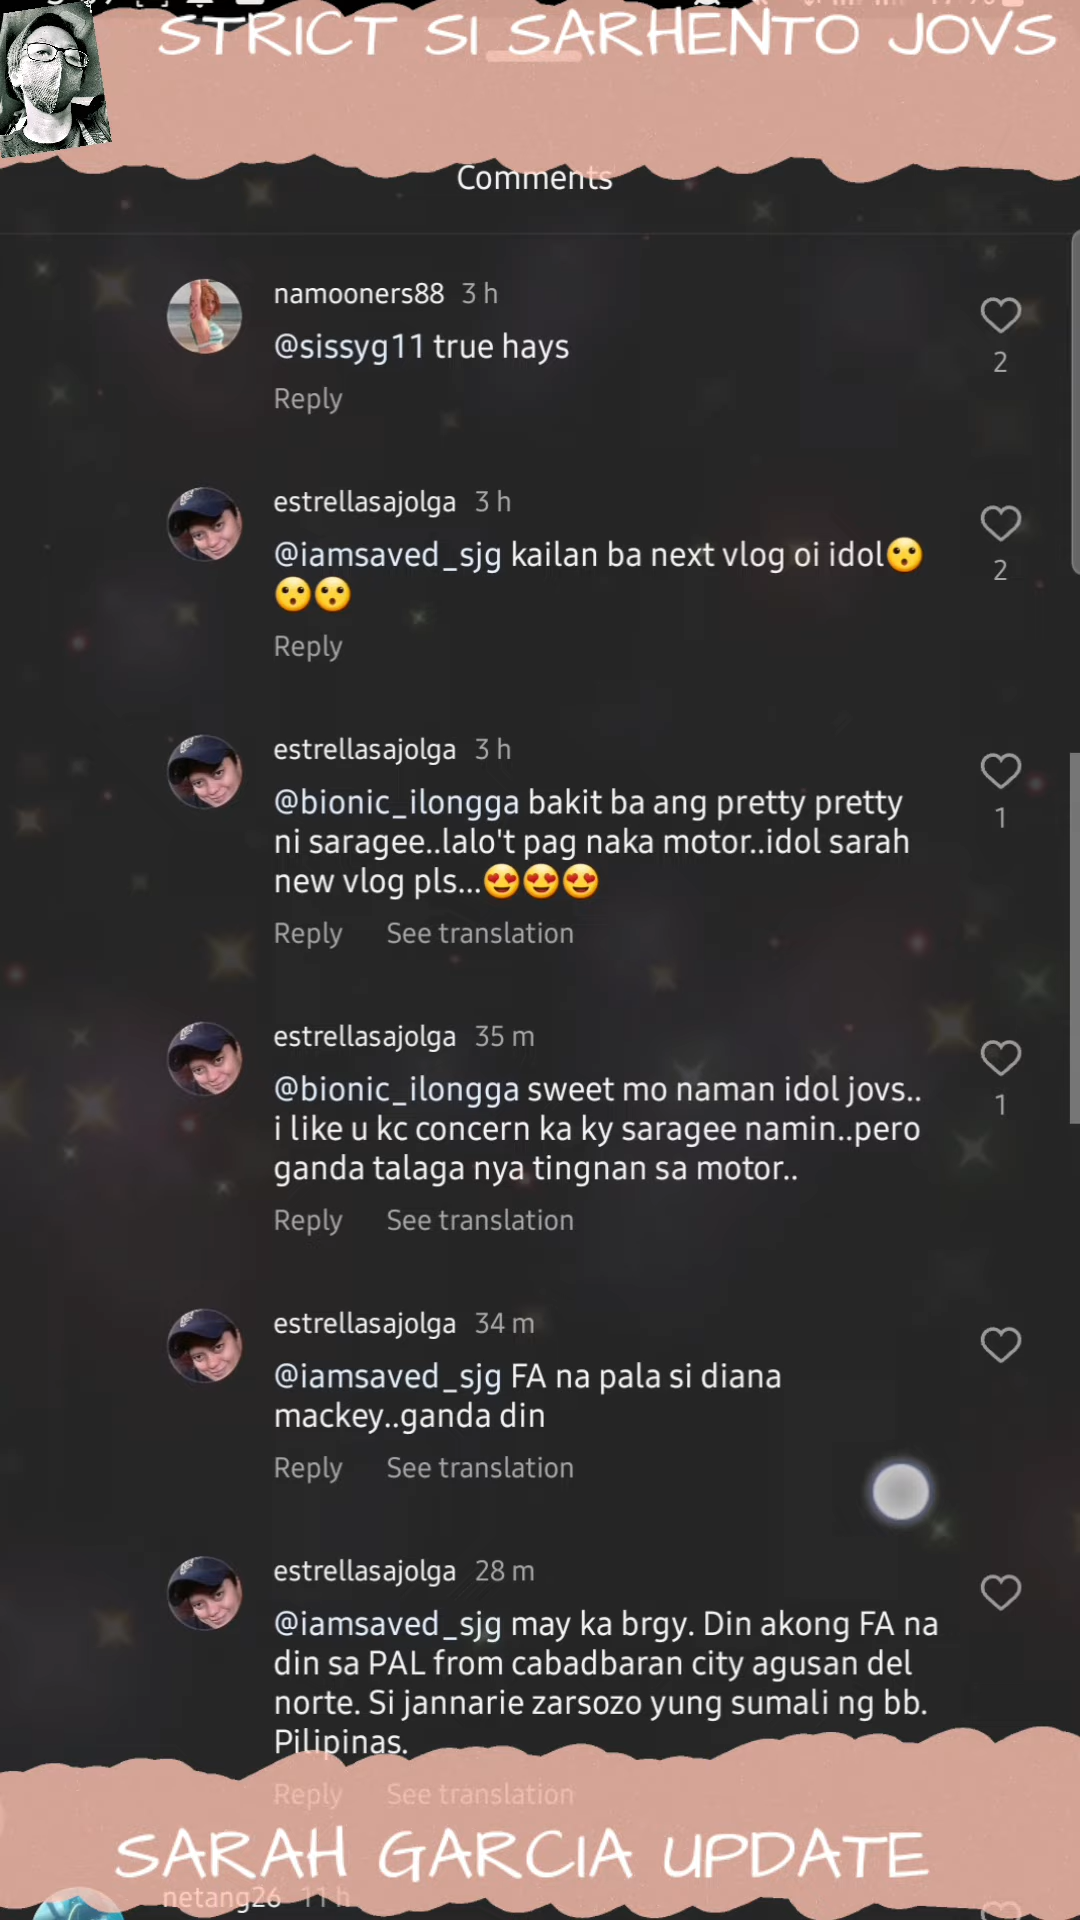 STRICT SI SARHENTO JOVS
Comments
namooners88 3 h
@sissyg11 true hays
2
Reply
estrellasajolga 3 h
@iamsaved_sjg kailan ba next vlog oi idol😯
😯😯
2
Reply
estrellasajolga 3 h
@bionic_ilongga bakit ba ang pretty pretty
ni saragee..lalo't pag naka motor..idol sarah
new vlog pls...😍😍😍
1
Reply See translation
estrellasajolga 35 m
@bionic_ilongga sweet mo naman idol jovs..
i like u kc concern ka ky saragee namin..pero
ganda talaga nya tingnan sa motor..
1
Reply See translation
estrellasajolga 34 m
@iamsaved_sjg FA na pala si diana
mackey..ganda din
Reply See translation
estrellasajolga 28 m
@iamsaved_sjg may ka brgy. Din akong FA na
din sa PAL from cabadbaran city agusan del
norte. Si jannarie zarsozo yung sumali ng bb.
Pilipinas.
Reply See translation
SARAH GARCIA UPDATE
netang26 11 h